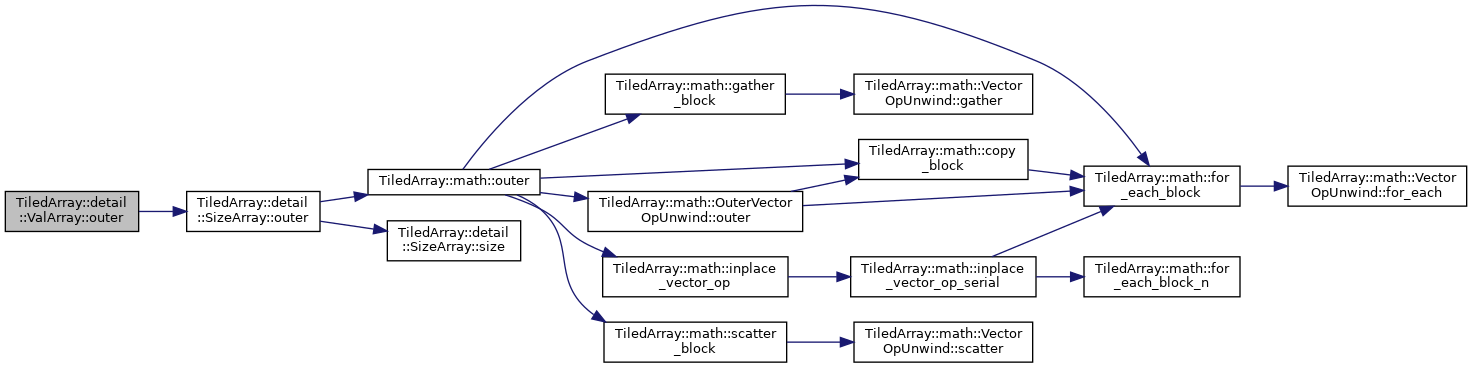 TiledArray::detail
::ValArray::outer
TiledArray::detail
::SizeArray::outer
TiledArray::math::outer
TiledArray::detail
::SizeArray::size
TiledArray::math::gather
_block
TiledArray::math::Vector
OpUnwind::gather
TiledArray::math::copy
_block
TiledArray::math::OuterVector
OpUnwind::outer
TiledArray::math::for
_each_block
TiledArray::math::Vector
OpUnwind::for_each
TiledArray::math::inplace
_vector_op
TiledArray::math::inplace
_vector_op_serial
TiledArray::math::for
_each_block_n
TiledArray::math::scatter
_block
TiledArray::math::Vector
OpUnwind::scatter